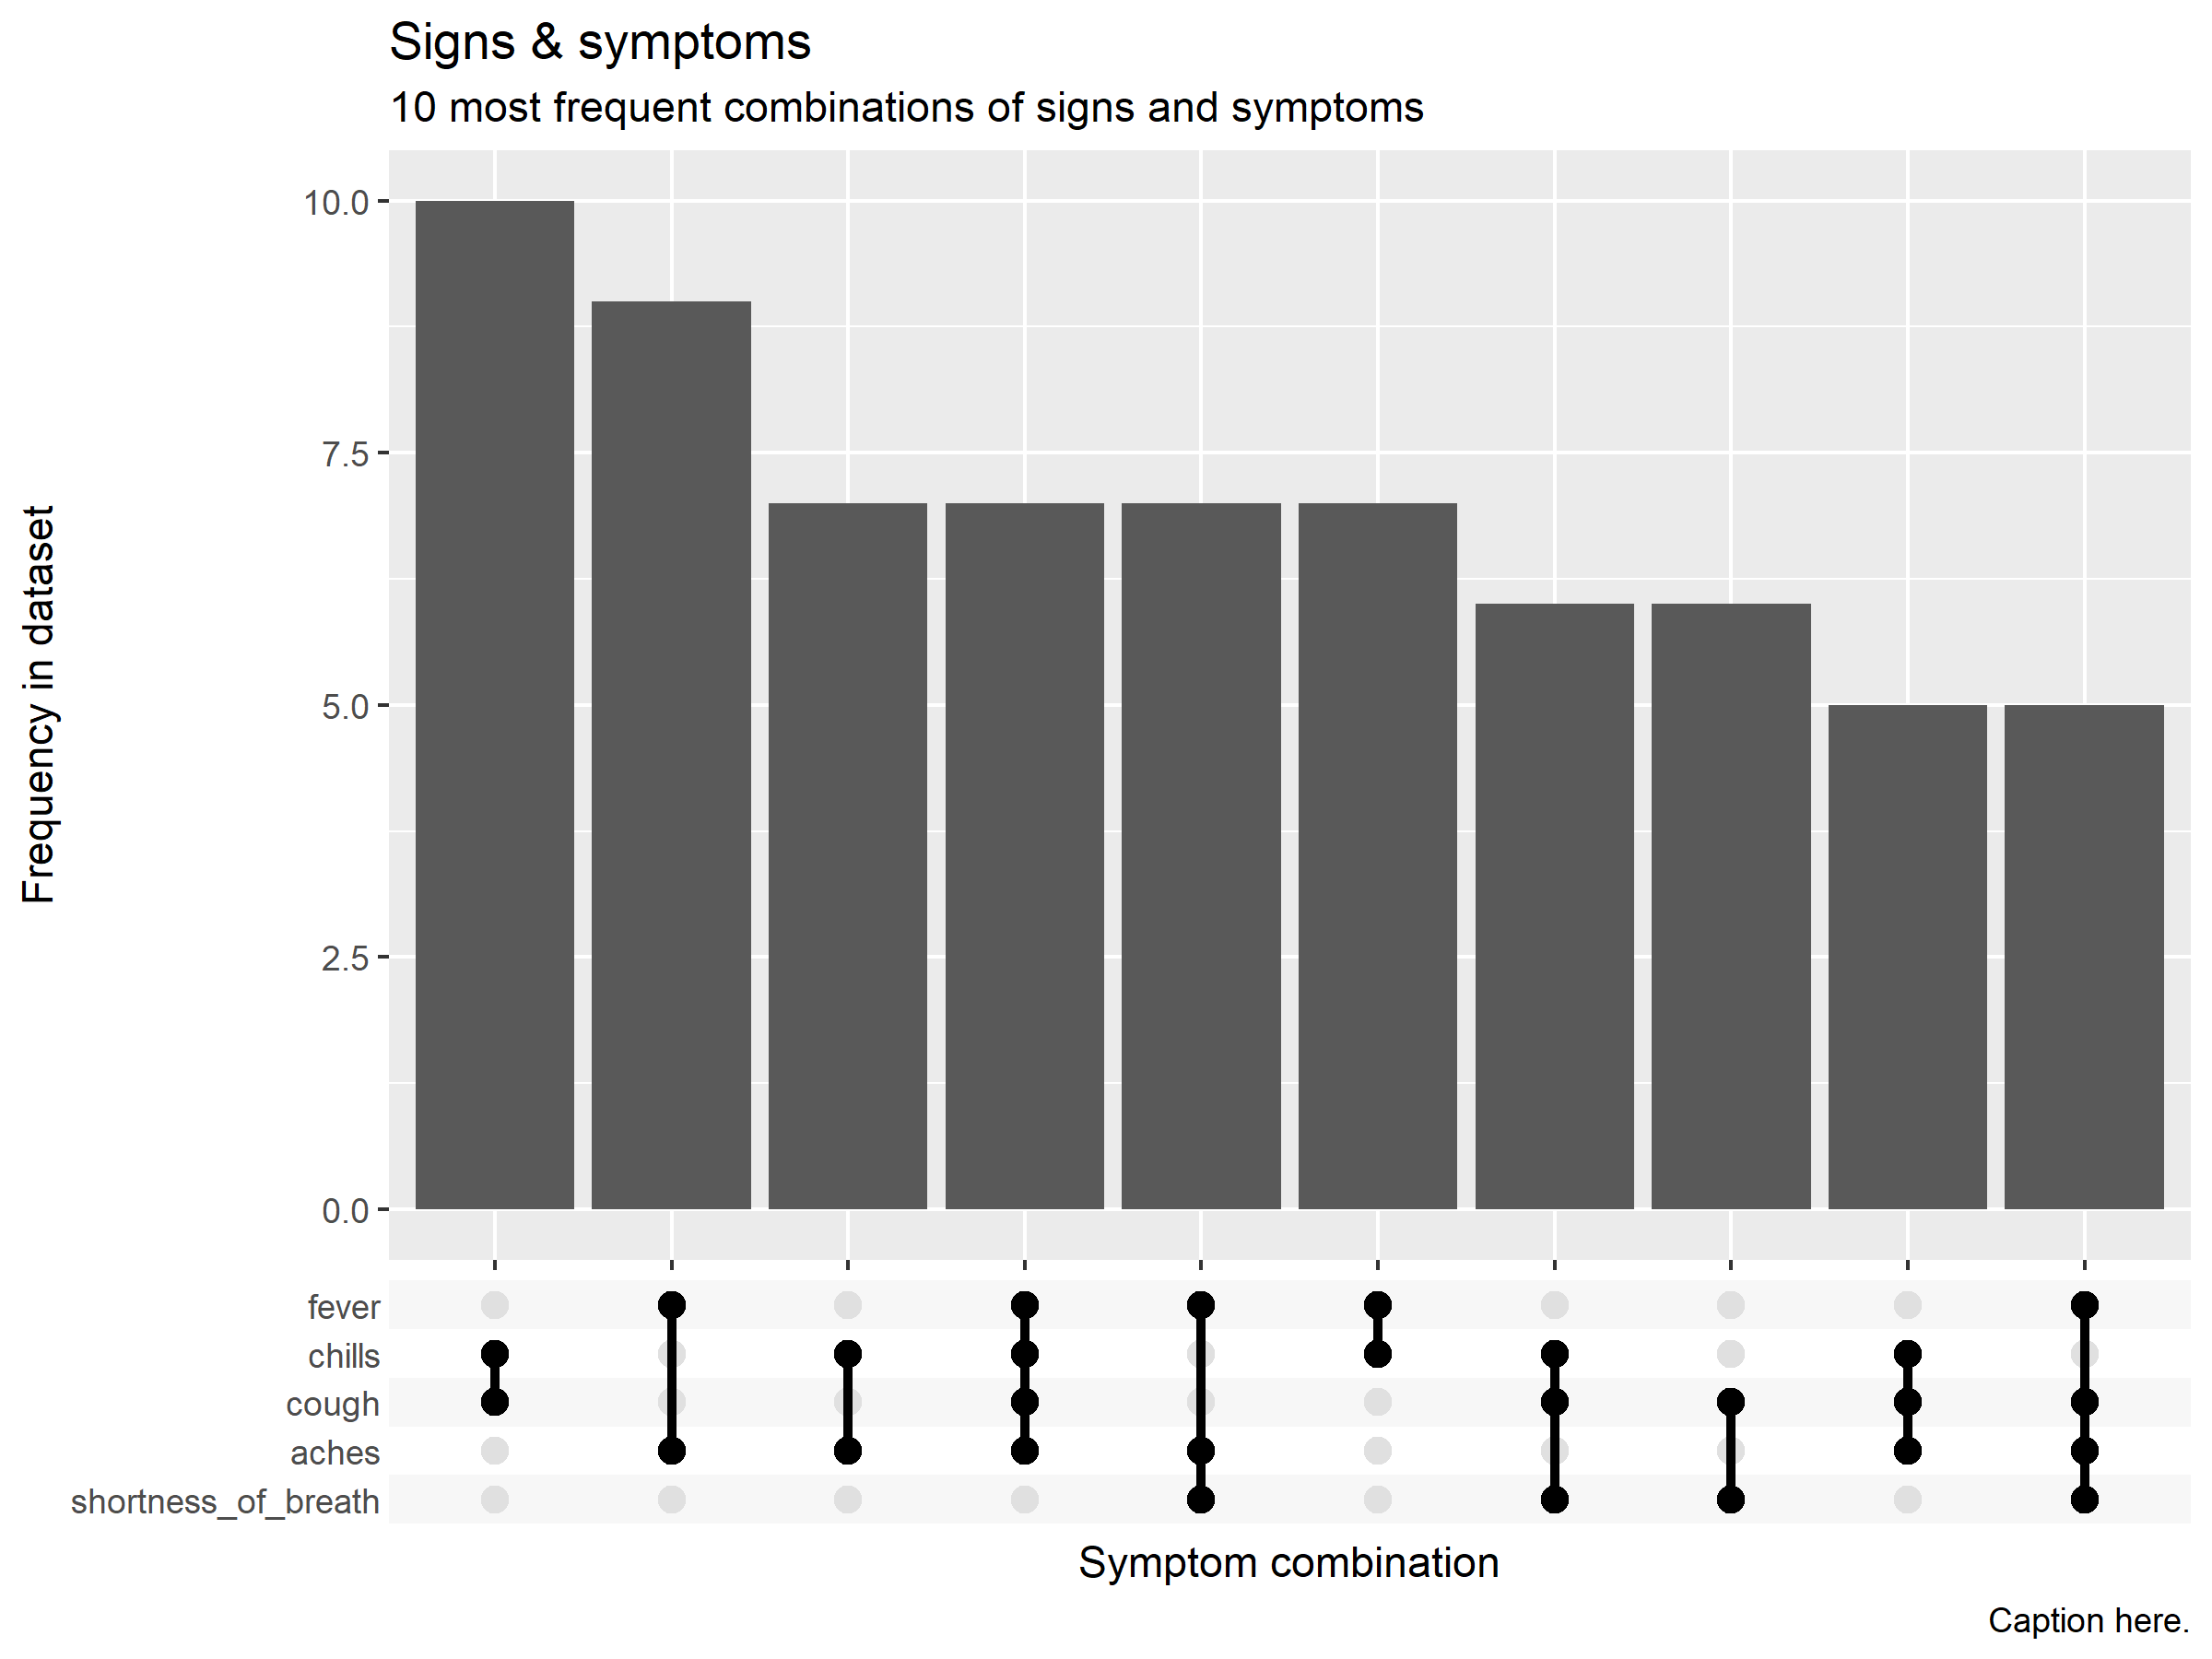 Signs & symptoms
10 most frequent combinations of signs and symptoms
Frequency in dataset
10.0
7.5
5.0
2.5
0.0
fever
chills
cough
aches
shortness_of_breath
Symptom combination
Caption here.